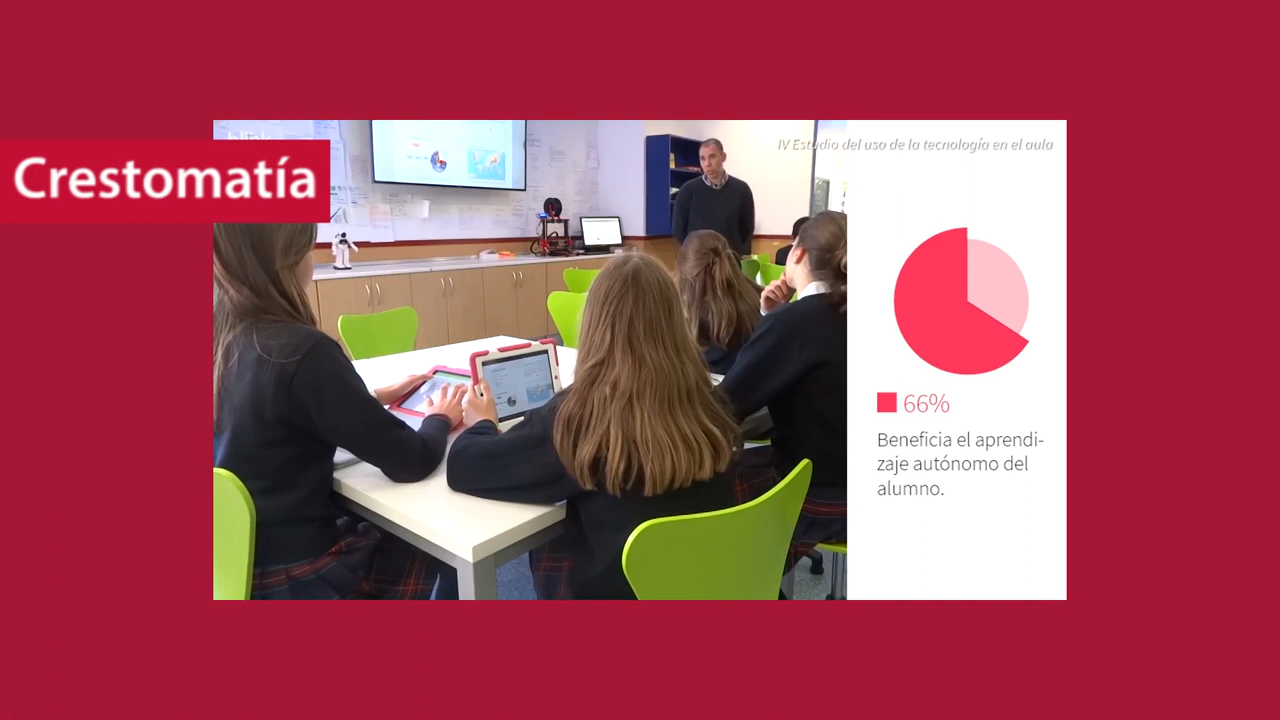 Crestomatía
IV Estudio del uso de la tecnología en el aula
66%
Beneficia el aprendi-
zaje autónomo del
alumno.